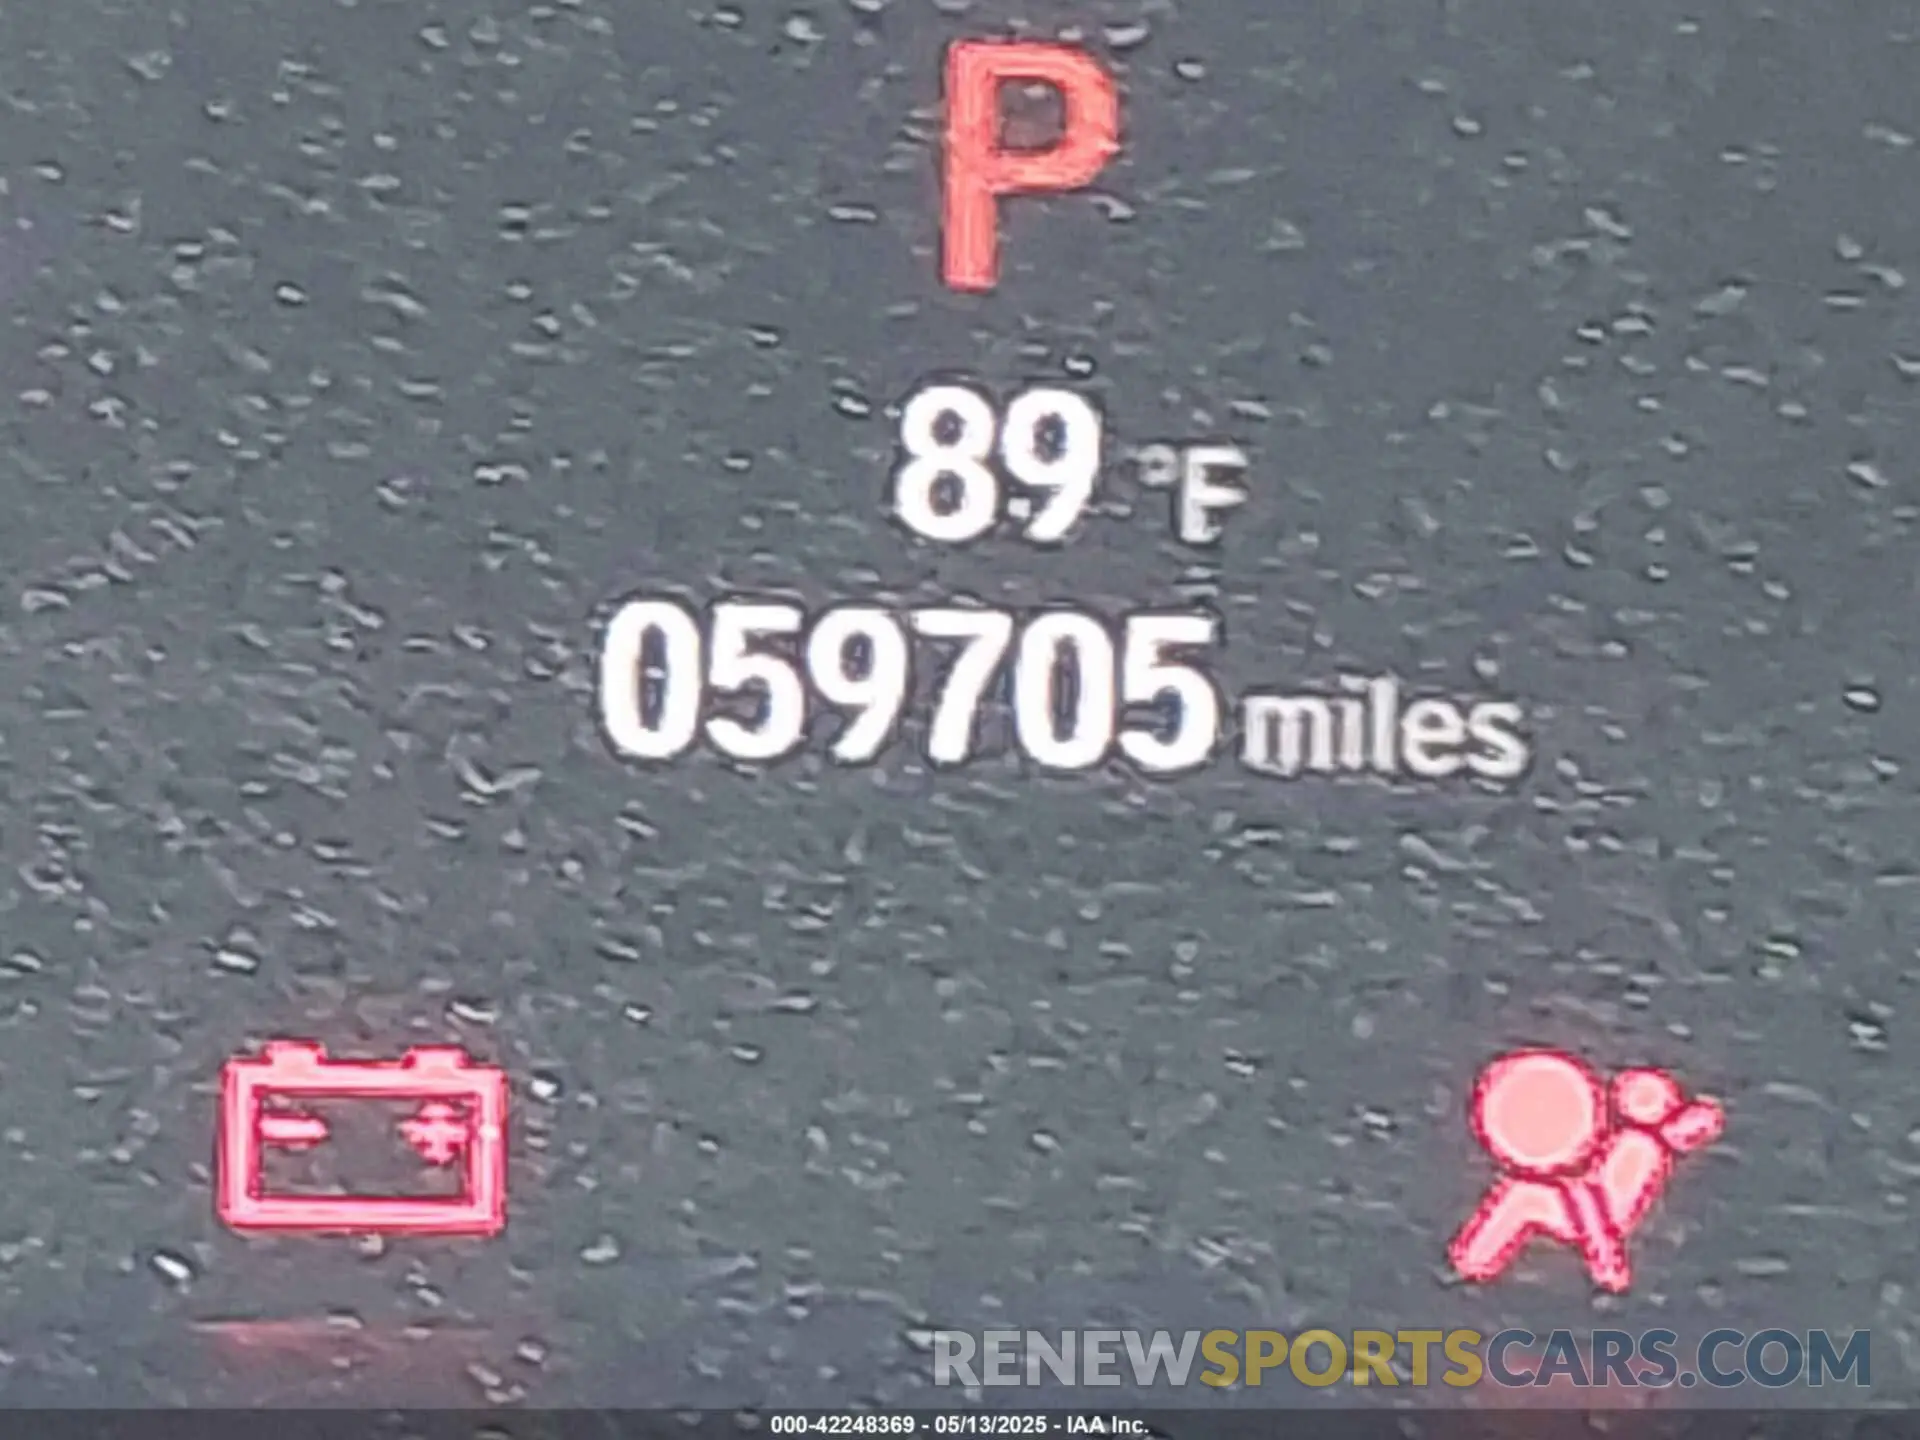 P
89 °F
059705 miles
RENEWSPORTSCARS.COM
000-42248369 - 05/13/2025 - IAA Inc.